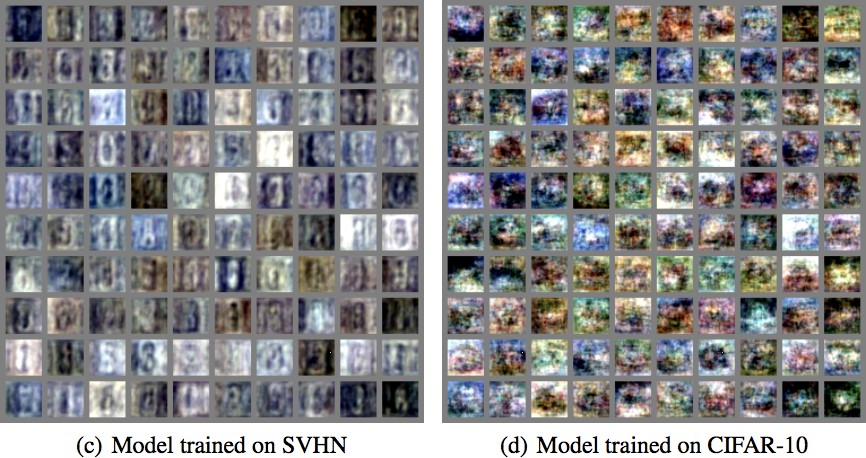 (c) Model trained on SVHN
(d) Model trained on CIFAR-10